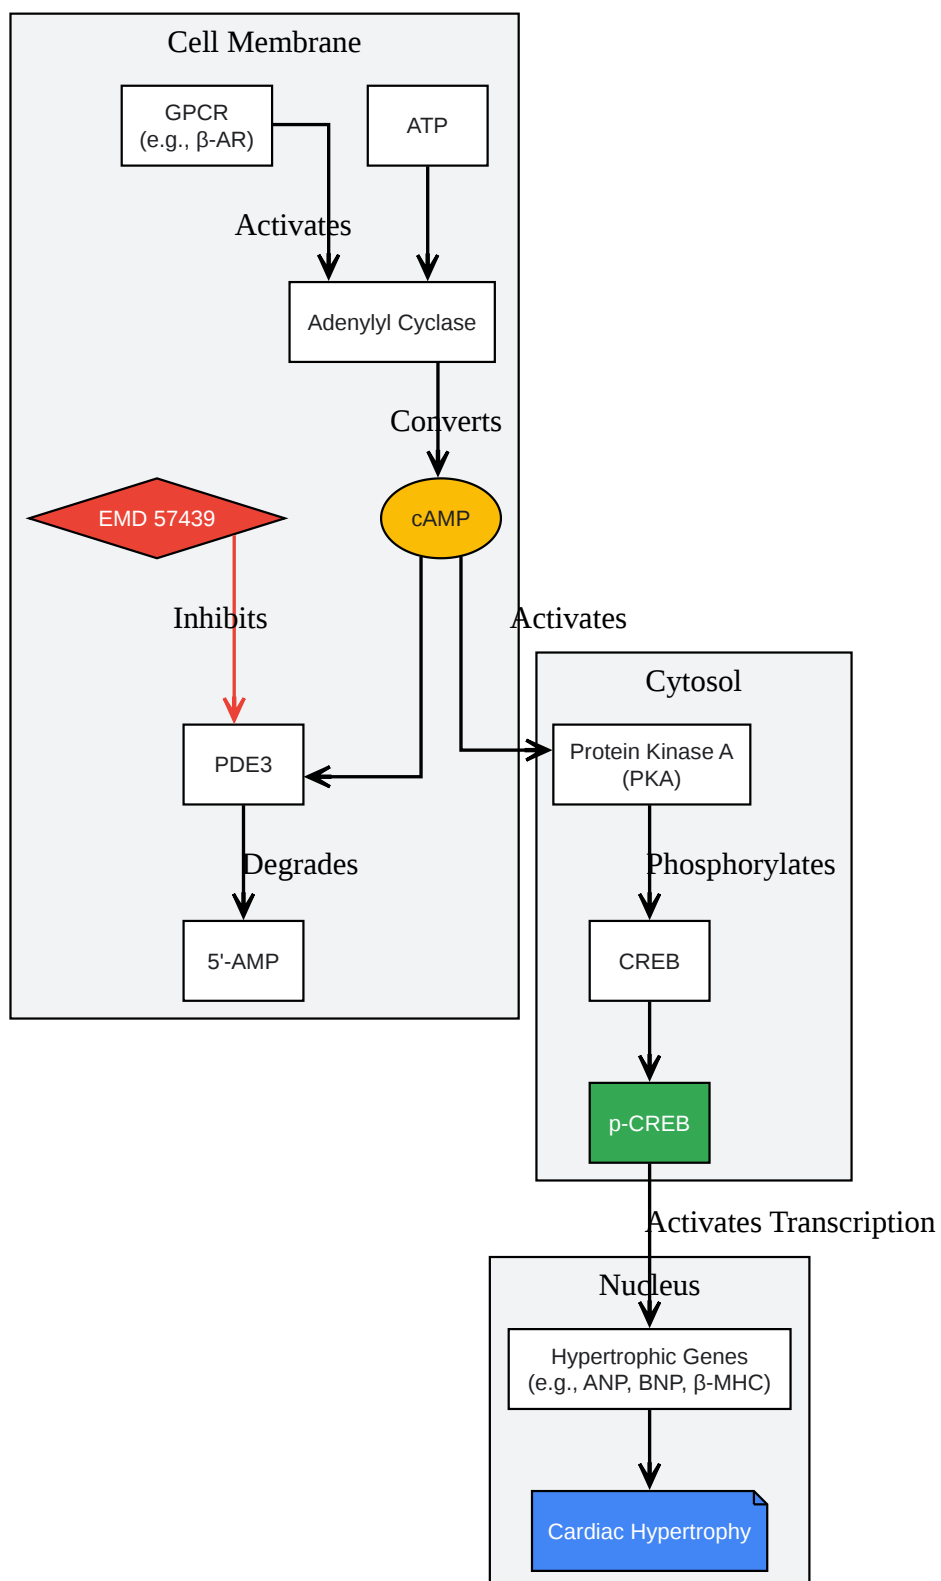 Cell Membrane
GPCR
(e.g., β-AR)
ATP
Activates
Adenylyl Cyclase
Converts
EMD 57439
cAMP
Inhibits
Activates
Cytosol
PDE3
Protein Kinase A
(PKA)
Degrades
Phosphorylates
5'-AMP
CREB
p-CREB
Activates Transcription
Nucleus
Hypertrophic Genes
(e.g., ANP, BNP, β-MHC)
Cardiac Hypertrophy